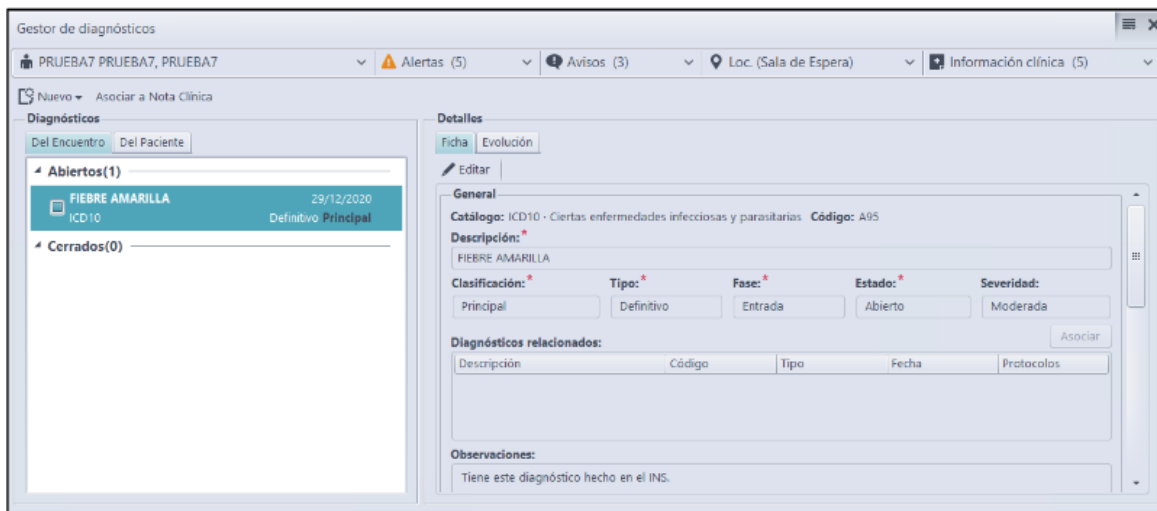 Gestor de diagnósticos
PRUEBA7 PRUEBA7, PRUEBA7
Alertas (5)
Avisos (3)
Loc. (Sala de Espera)
Información clínica (5)
Nuevo
Asociar a Nota Clínica
Diagnósticos
Del Encuentro
Del Paciente
Abiertos(1)
FIEBRE AMARILLA 29/12/2020
ICD10 Definitivo Principal
Cerrados(0)
Detalles
Ficha
Evolución
Editar
General
Catálogo: ICD10 - Ciertas enfermedades infecciosas y parasitarias Código: A95
Descripción:*
FIEBRE AMARILLA
Clasificación:* Tipo:* Fase:* Estado:* Severidad:
Principal Definitivo Entrada Abierto Moderada
Asociar
Diagnósticos relacionados:
Descripción Código Tipo Fecha Protocolos
Observaciones:
Tiene este diagnóstico hecho en el INS.